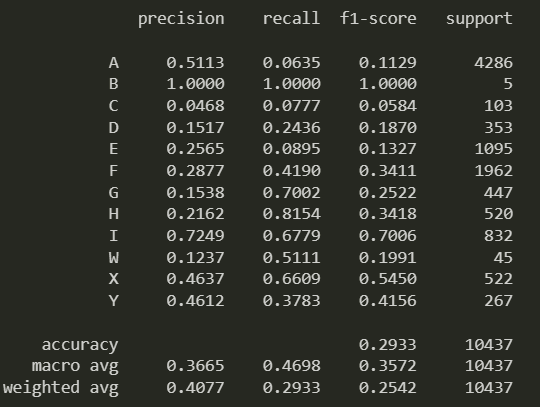 precision recall f1-score support
A 0.5113 0.0635 0.1129 4286
B 1.0000 1.0000 1.0000 5
C 0.0468 0.0777 0.0584 103
D 0.1517 0.2436 0.1870 353
E 0.2565 0.0895 0.1327 1095
F 0.2877 0.4190 0.3411 1962
G 0.1538 0.7002 0.2522 447
H 0.2162 0.8154 0.3418 520
I 0.7249 0.6779 0.7006 832
W 0.1237 0.5111 0.1991 45
X 0.4637 0.6609 0.5450 522
Y 0.4612 0.3783 0.4156 267
accuracy 0.2933 10437
macro avg 0.3665 0.4698 0.3572 10437
weighted avg 0.4077 0.2933 0.2542 10437